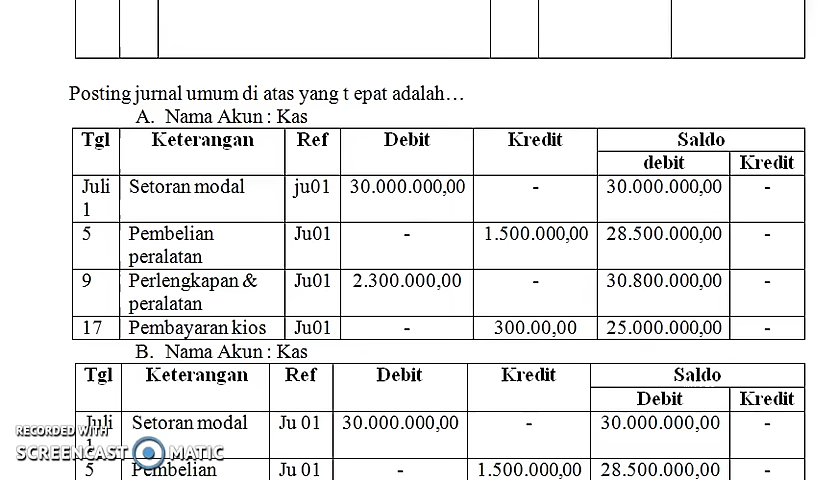 Posting jurnal umum di atas yang t epat adalah…
A. Nama Akun : Kas
Tgl Keterangan Ref Debit Kredit Saldo
debit Kredit
Juli 1 Setoran modal ju01 30.000.000,00 - 30.000.000,00 -
5 Pembelian peralatan Ju01 - 1.500.000,00 28.500.000,00 -
9 Perlengkapan & peralatan Ju01 2.300.000,00 - 30.800.000,00 -
17 Pembayaran kios Ju01 - 300.00,00 25.000.000,00 -
B. Nama Akun : Kas
Tgl Keterangan Ref Debit Kredit Saldo
Debit Kredit
Juli 1 Setoran modal Ju 01 30.000.000,00 - 30.000.000,00 -
5 Pembelian Ju 01 - 1.500.000,00 28.500.000,00 -
RECORDED WITH
SCREENCAST MATIC